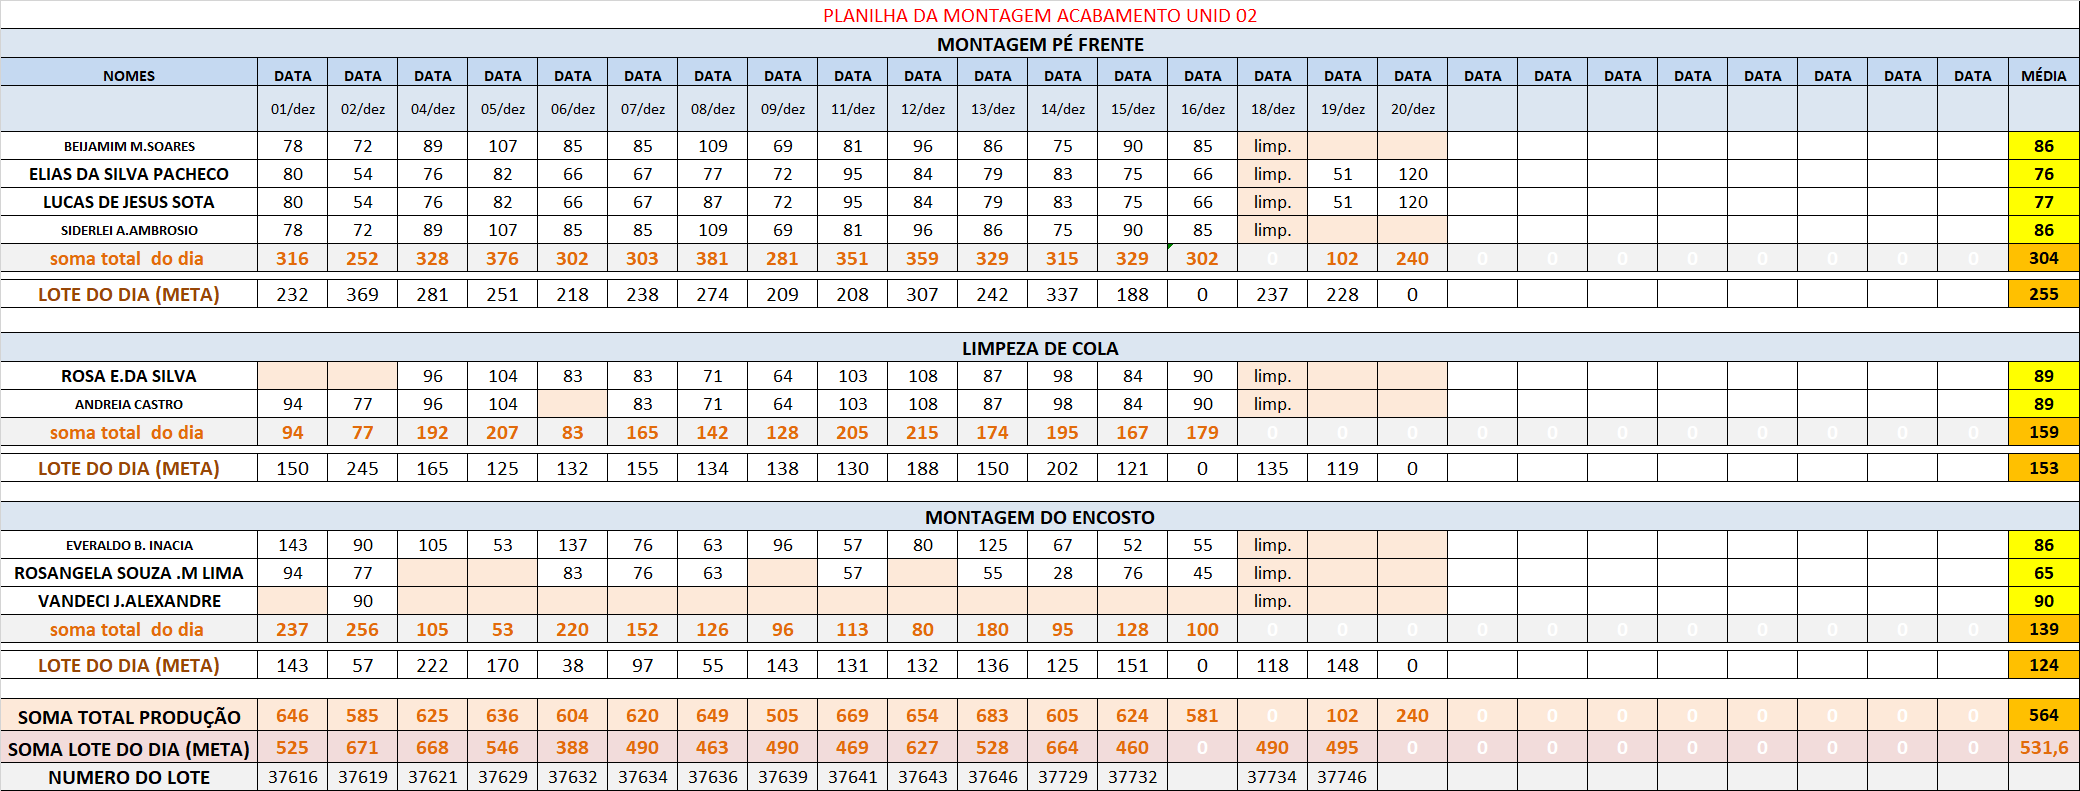 PLANILHA DA MONTAGEM ACABAMENTO UNID 02
MONTAGEM PÉ FRENTE
NOMES DATA DATA DATA DATA DATA DATA DATA DATA DATA DATA DATA DATA DATA DATA DATA DATA DATA DATA DATA DATA DATA DATA DATA DATA DATA MÉDIA
01/dez 02/dez 04/dez 05/dez 06/dez 07/dez 08/dez 09/dez 11/dez 12/dez 13/dez 14/dez 15/dez 16/dez 18/dez 19/dez 20/dez
BEIJAMIM M.SOARES 78 72 89 107 85 85 109 69 81 96 86 75 90 85 limp. 86
ELIAS DA SILVA PACHECO 80 54 76 82 66 67 77 72 95 84 79 83 75 66 limp. 51 120 76
LUCAS DE JESUS SOTA 80 54 76 82 66 67 87 72 95 84 79 83 75 66 limp. 51 120 77
SIDERLEI A.AMBROSIO 78 72 89 107 85 85 109 69 81 96 86 75 90 85 limp. 86
soma total do dia 316 252 328 376 302 303 381 281 351 359 329 315 329 302 0 102 240 0 0 0 0 0 0 0 0 304
LOTE DO DIA (META) 232 369 281 251 218 238 274 209 208 307 242 337 188 0 237 228 0 255
LIMPEZA DE COLA
ROSA E.DA SILVA 96 104 83 83 71 64 103 108 87 98 84 90 limp. 89
ANDREIA CASTRO 94 77 96 104 83 71 64 103 108 87 98 84 90 limp. 89
soma total do dia 94 77 192 207 83 165 142 128 205 215 174 195 167 179 0 0 0 0 0 0 0 0 0 0 0 159
LOTE DO DIA (META) 150 245 165 125 132 155 134 138 130 188 150 202 121 0 135 119 0 153
MONTAGEM DO ENCOSTO
EVERALDO B. INACIA 143 90 105 53 137 76 63 96 57 80 125 67 52 55 limp. 86
ROSANGELA SOUZA .M LIMA 94 77 83 76 63 57 55 28 76 45 limp. 65
VANDECI J.ALEXANDRE 90 limp. 90
soma total do dia 237 256 105 53 220 152 126 96 113 80 180 95 128 100 0 0 0 0 0 0 0 0 0 0 0 139
LOTE DO DIA (META) 143 57 222 170 38 97 55 143 131 132 136 125 151 0 118 148 0 124
SOMA TOTAL PRODUÇÃO 646 585 625 636 604 620 649 505 669 654 683 605 624 581 0 102 240 0 0 0 0 0 0 0 0 564
SOMA LOTE DO DIA (META) 525 671 668 546 388 490 463 490 469 627 528 664 460 0 490 495 0 0 0 0 0 0 0 0 0 531,6
NUMERO DO LOTE 37616 37619 37621 37629 37632 37634 37636 37639 37641 37643 37646 37729 37732 37734 37746